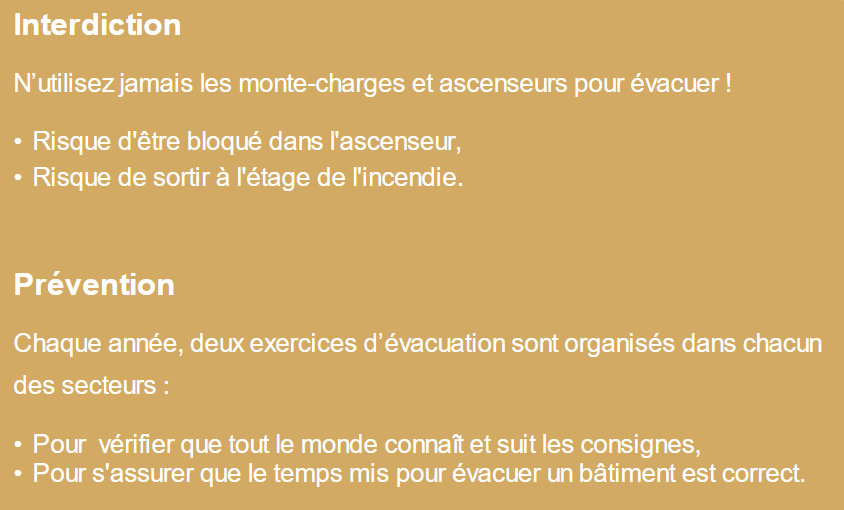 Interdiction
N’utilisez jamais les monte-charges et ascenseurs pour évacuer !
• Risque d'être bloqué dans l'ascenseur,
• Risque de sortir à l'étage de l'incendie.
Prévention
Chaque année, deux exercices d’évacuation sont organisés dans chacun
des secteurs :
• Pour  vérifier que tout le monde connaît et suit les consignes,
• Pour s'assurer que le temps mis pour évacuer un bâtiment est correct.